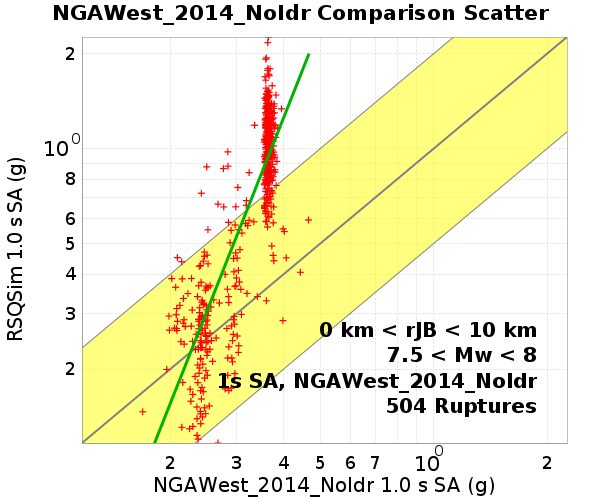 NGAWest_2014_NoIdr Comparison Scatter
RSQSim 1.0 s SA (g)
2
10^0
8
6
5
4
3
2
0 km < rJB < 10 km
7.5 < Mw < 8
1s SA, NGAWest_2014_NoIdr
504 Ruptures
2 3 4 5 6 7 10^0 2
NGAWest_2014_NoIdr 1.0 s SA (g)